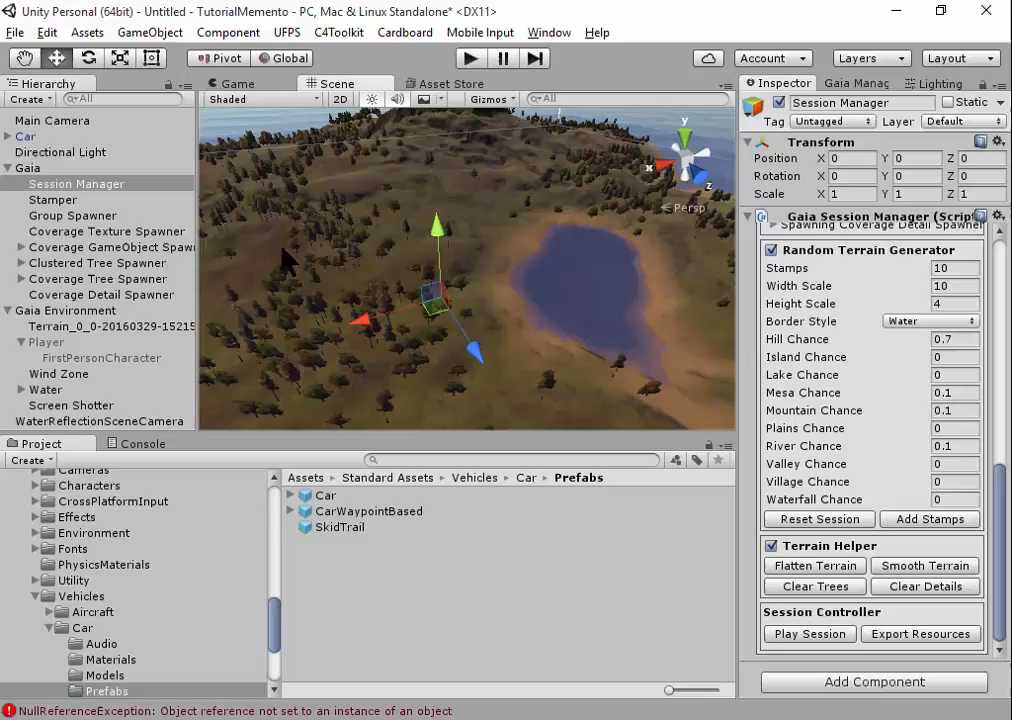 Unity Personal (64bit) - Untitled - TutorialMemento - PC, Mac & Linux Standalone* <DX11>
File Edit Assets GameObject Component UFPS C4Toolkit Cardboard Mobile Input Window Help
Pivot Global Account Layers Layout
Hierarchy Game Scene Asset Store Inspector Gaia Manag Lighting
Create All Shaded 2D Gizmos All Session Manager Static
Main Camera
Car
Directional Light
Gaia
Session Manager
Stamper
Group Spawner
Coverage Texture Spawner
Coverage GameObject Spawn
Clustered Tree Spawner
Coverage Tree Spawner
Coverage Detail Spawner
Gaia Environment
Terrain_0_0-20160329-15215
Player
FirstPersonCharacter
Wind Zone
Water
Screen Shotter
WaterReflectionSceneCamera
y
x
z
Persp
Tag Untagged Layer Default
Transform
Position X 0 Y 0 Z 0
Rotation X 0 Y 0 Z 0
Scale X 1 Y 1 Z 1
Gaia Session Manager (Scrip
Spawning Coverage Detail Spawner
Random Terrain Generator
Stamps 10
Width Scale 10
Height Scale 4
Border Style Water
Hill Chance 0.7
Island Chance 0
Lake Chance 0
Mesa Chance 0.1
Mountain Chance 0.1
Plains Chance 0
River Chance 0.1
Valley Chance 0
Village Chance 0
Waterfall Chance 0
Reset Session Add Stamps
Terrain Helper
Flatten Terrain Smooth Terrain
Clear Trees Clear Details
Session Controller
Play Session Export Resources
Add Component
Project Console
Create
Cameras
Characters
CrossPlatformInput
Effects
Environment
Fonts
PhysicsMaterials
Utility
Vehicles
Aircraft
Car
Audio
Materials
Models
Prefabs
Assets Standard Assets Vehicles Car Prefabs
Car
CarWaypointBased
SkidTrail
NullReferenceException: Object reference not set to an instance of an object